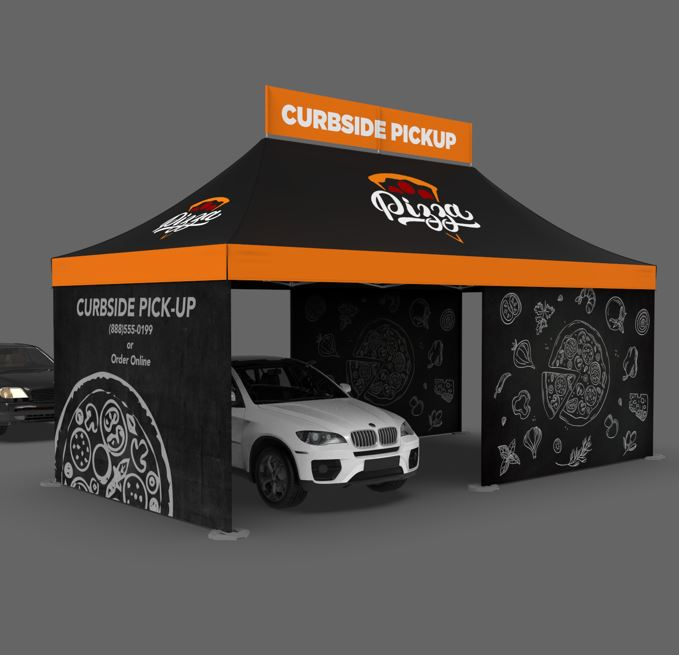 CURBSIDE PICKUP
Pizza
Pizza
CURBSIDE PICK-UP
(888)555-0199
or
Order Online